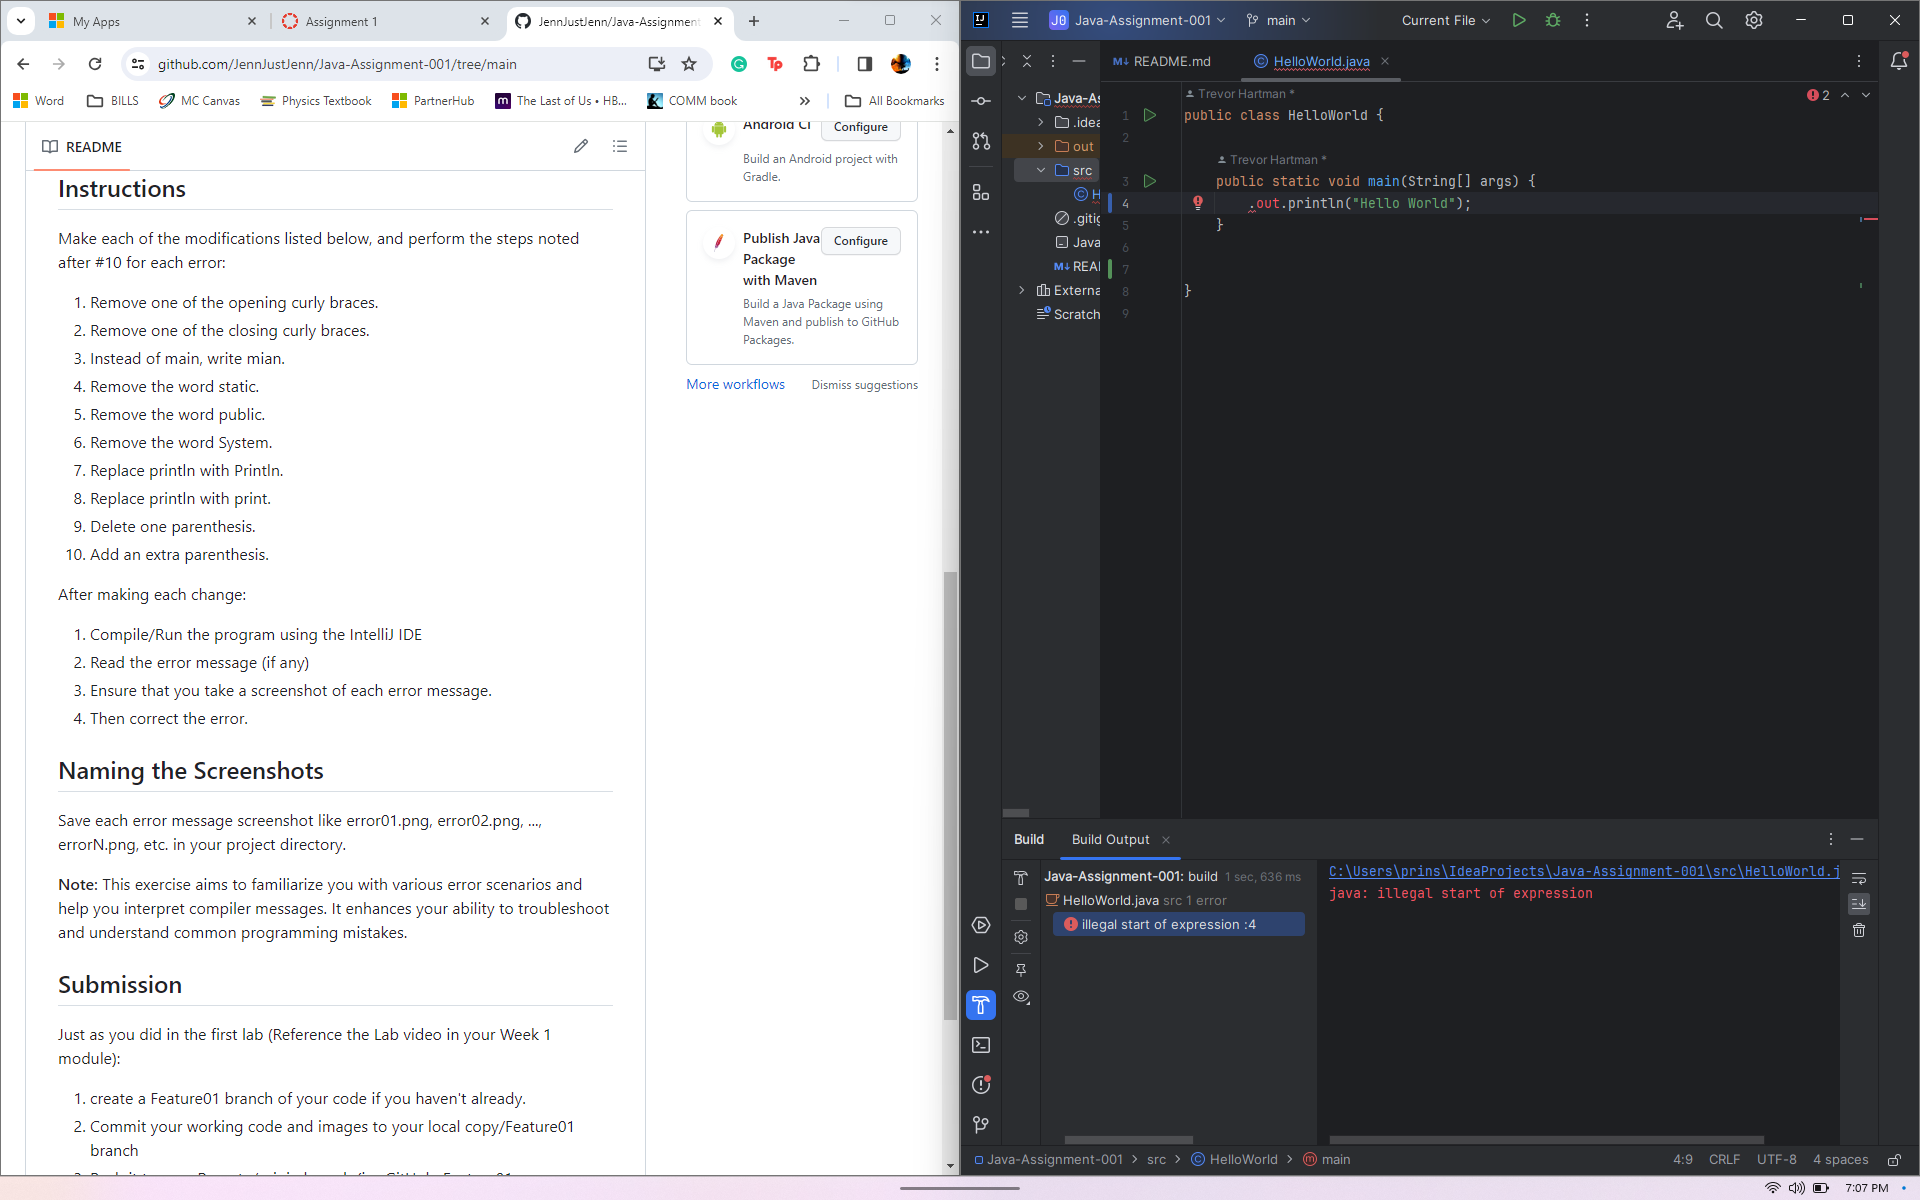 My Apps
Assignment 1
JennJustJenn/Java-Assignment
github.com/JennJustJenn/Java-Assignment-001/tree/main
Word
BILLS
MC Canvas
Physics Textbook
PartnerHub
The Last of Us • HB...
COMM book
All Bookmarks
README
Instructions
Make each of the modifications listed below, and perform the steps noted
after #10 for each error:
1. Remove one of the opening curly braces.
2. Remove one of the closing curly braces.
3. Instead of main, write mian.
4. Remove the word static.
5. Remove the word public.
6. Remove the word System.
7. Replace println with Println.
8. Replace println with print.
9. Delete one parenthesis.
10. Add an extra parenthesis.
After making each change:
1. Compile/Run the program using the IntelliJ IDE
2. Read the error message (if any)
3. Ensure that you take a screenshot of each error message.
4. Then correct the error.
Naming the Screenshots
Save each error message screenshot like error01.png, error02.png, ...,
errorN.png, etc. in your project directory.
Note: This exercise aims to familiarize you with various error scenarios and
help you interpret compiler messages. It enhances your ability to troubleshoot
and understand common programming mistakes.
Submission
Just as you did in the first lab (Reference the Lab video in your Week 1
module):
1. create a Feature01 branch of your code if you haven't already.
2. Commit your working code and images to your local copy/Feature01
branch
Android CI
Configure
Build an Android project with
Gradle.
Publish Java
Package
with Maven
Configure
Build a Java Package using
Maven and publish to GitHub
Packages.
More workflows
Dismiss suggestions
J0 Java-Assignment-001
main
Current File
Java-As
.idea
out
src
H
.gitig
Java
REAI
Externa
Scratch
README.md
HelloWorld.java
2
Trevor Hartman *
1 public class HelloWorld {
2
Trevor Hartman *
3 public static void main(String[] args) {
4 .out.println("Hello World");
5 }
6
7
8 }
9
Build
Build Output
Java-Assignment-001: build 1 sec, 636 ms
HelloWorld.java src 1 error
illegal start of expression :4
C:\Users\prins\IdeaProjects\Java-Assignment-001\src\HelloWorld.j
java: illegal start of expression
Java-Assignment-001 > src > HelloWorld > main
4:9 CRLF UTF-8 4 spaces
7:07 PM